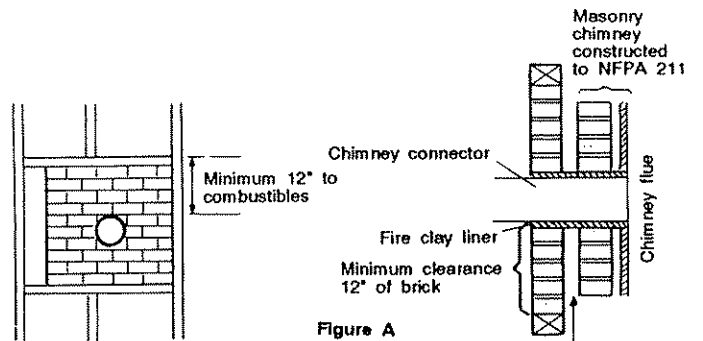 Masonry
chimney
constructed
to NFPA 211
Chimney connector
Minimum 12" to
combustibles
Chimney flue
Fire clay liner
Minimum clearance
12" of brick
Figure A